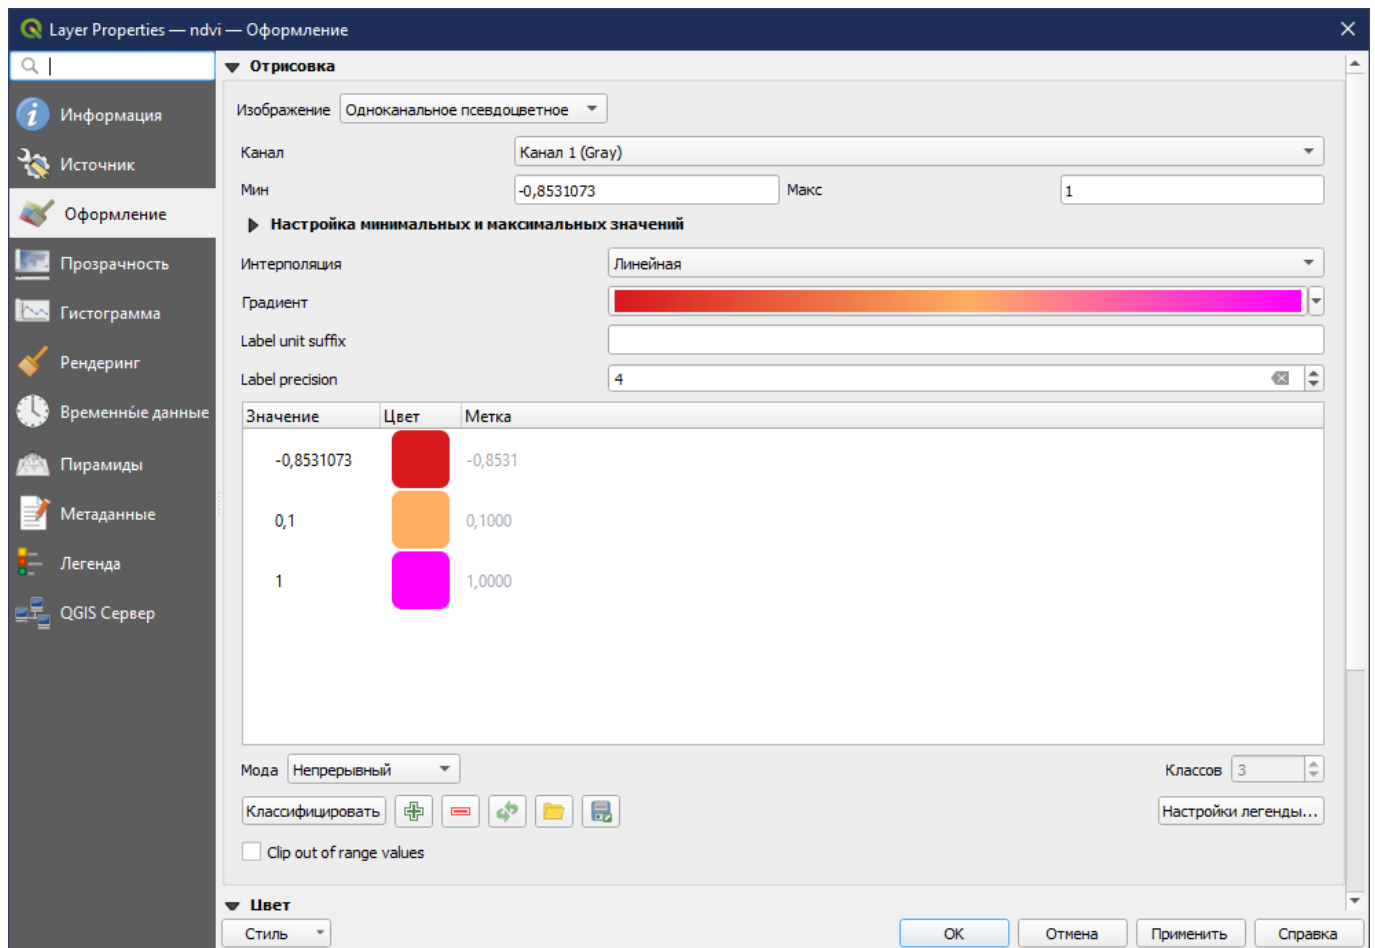 Layer Properties — ndvi — Оформление
Отрисовка
Информация
Изображение Одноканальное псевдоцветное
Источник
Канал Канал 1 (Gray)
Мин -0,8531073 Макс 1
Оформление
Настройка минимальных и максимальных значений
Прозрачность
Интерполяция Линейная
Гистограмма
Градиент
Label unit suffix
Рендеринг
Label precision 4
Временны́е данные
Значение Цвет Метка
Пирамиды
-0,8531073 -0,8531
Метаданные
0,1 0,1000
Легенда
1 1,0000
QGIS Сервер
Мода Непрерывный Классов 3
Классифицировать Настройки легенды...
Clip out of range values
Цвет
Стиль OK Отмена Применить Справка